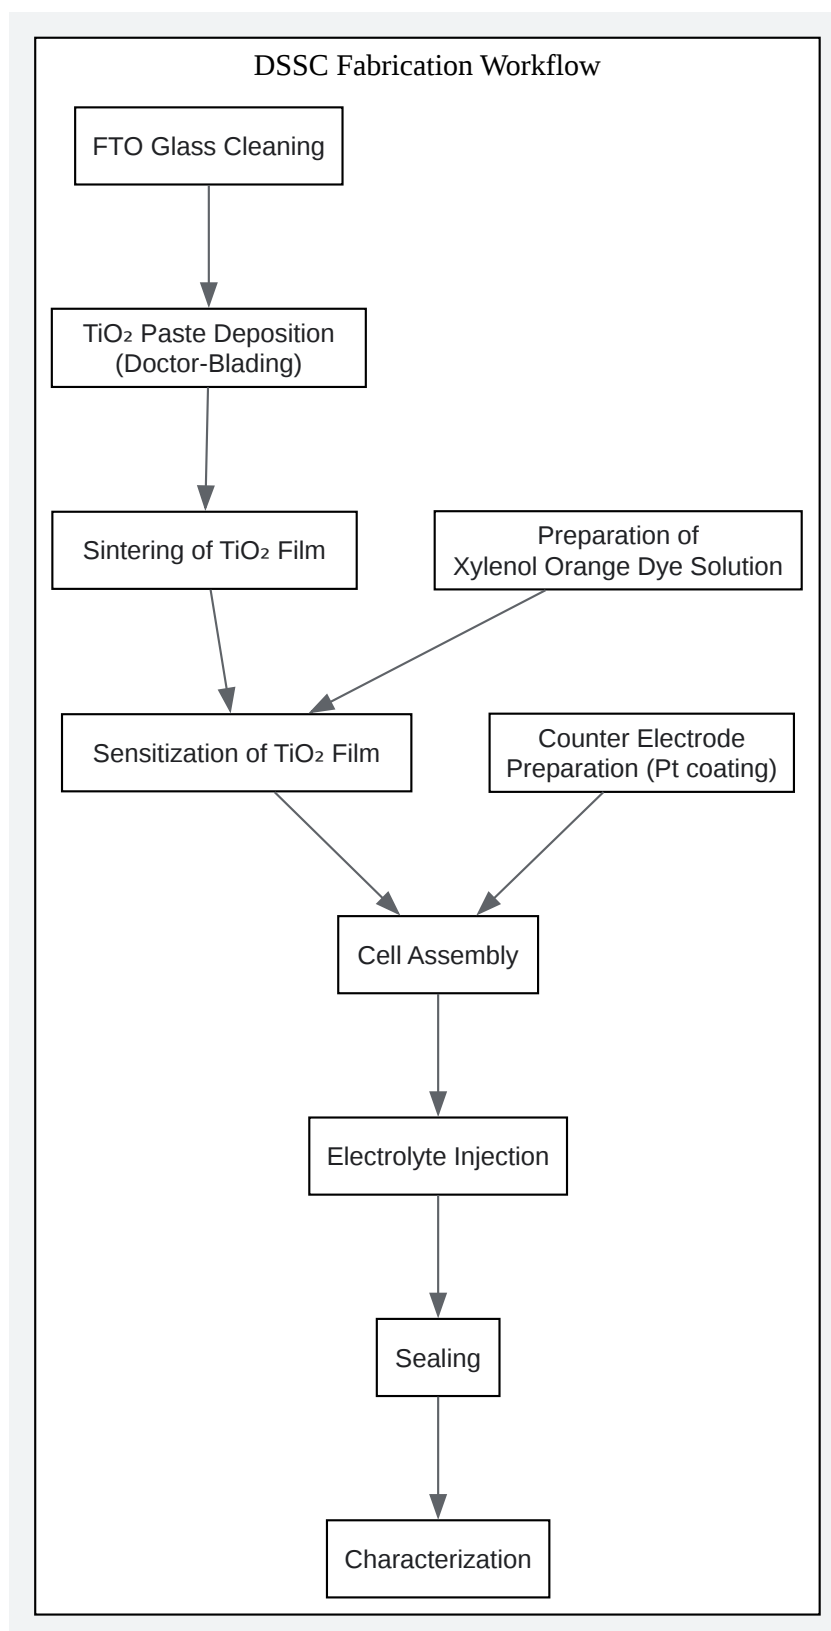 DSSC Fabrication Workflow
FTO Glass Cleaning
TiO₂ Paste Deposition
(Doctor-Blading)
Sintering of TiO₂ Film
Preparation of
Xylenol Orange Dye Solution
Sensitization of TiO₂ Film
Counter Electrode
Preparation (Pt coating)
Cell Assembly
Electrolyte Injection
Sealing
Characterization